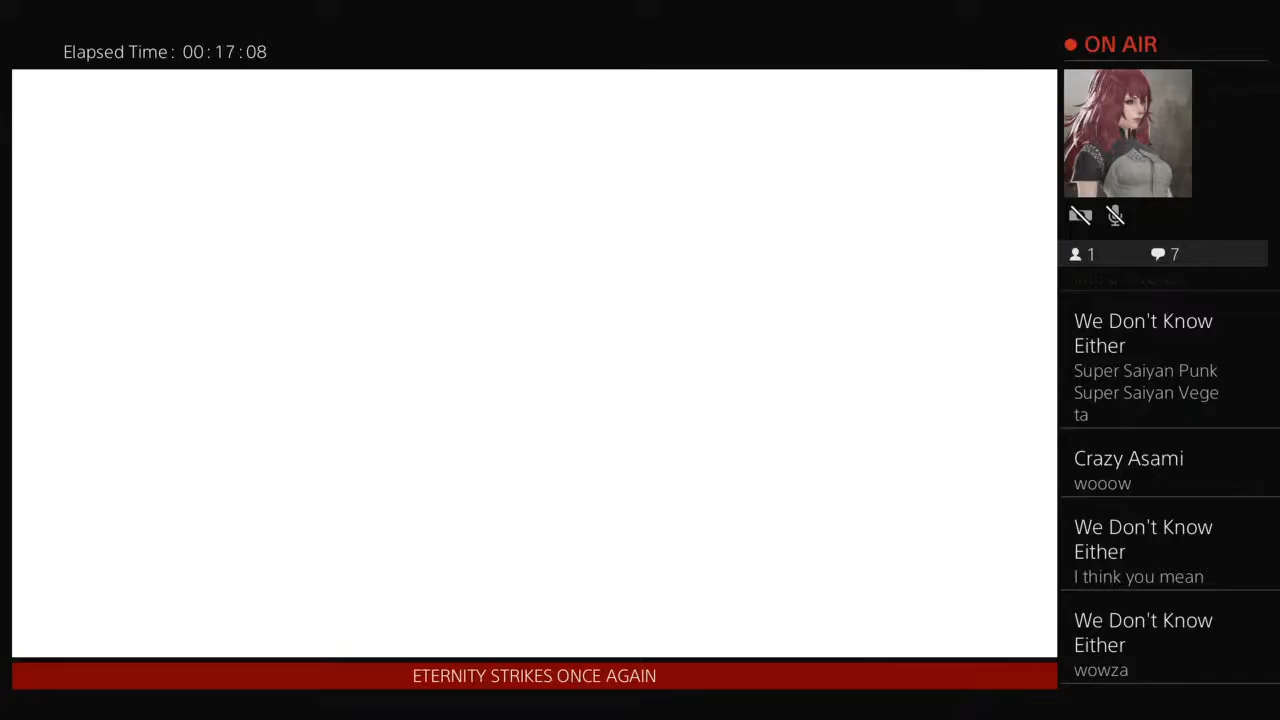 Elapsed Time: 00:17:08
ON AIR
1 7
We Don't Know
Either
Super Saiyan Punk
Super Saiyan Vege
ta
Crazy Asami
wooow
We Don't Know
Either
I think you mean
We Don't Know
Either
wowza
ETERNITY STRIKES ONCE AGAIN